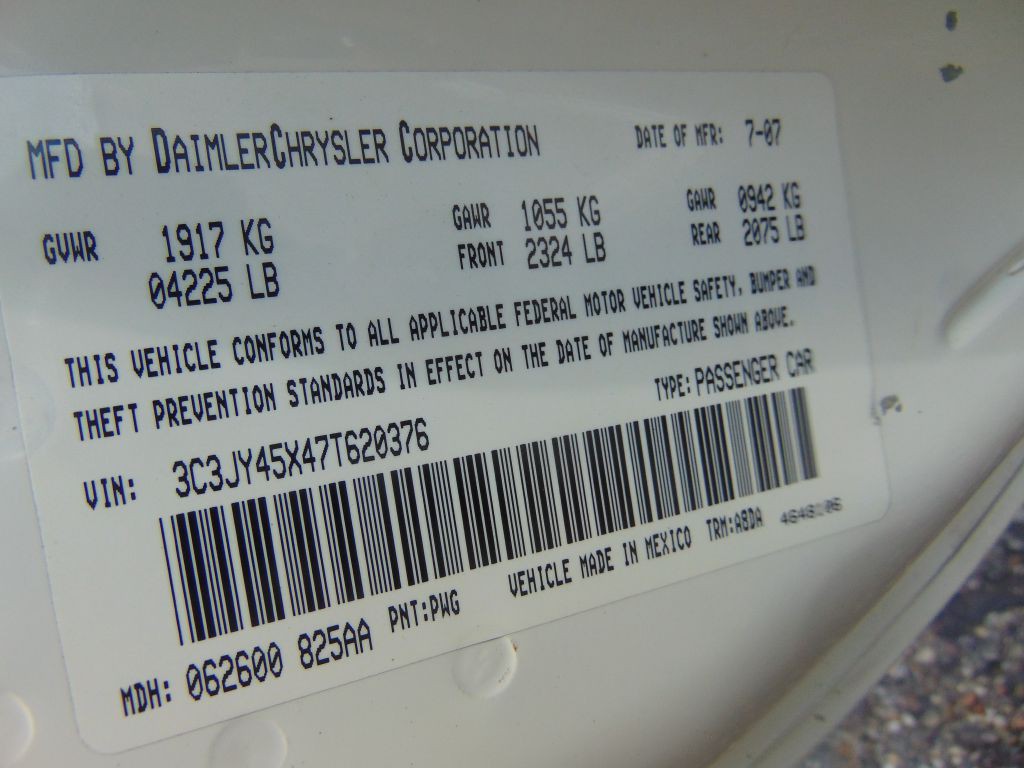 MFD BY DAIMLERCHRYSLER CORPORATION DATE OF MFR: 7-07
GVWR 1917 KG GAWR 1055 KG GAWR 0942 KG
04225 LB FRONT 2324 LB REAR 2075 LB
THIS VEHICLE CONFORMS TO ALL APPLICABLE FEDERAL MOTOR VEHICLE SAFETY, BUMPER AND
THEFT PREVENTION STANDARDS IN EFFECT ON THE DATE OF MANUFACTURE SHOWN ABOVE.
VIN: 3C3JY45X47T620376 TYPE: PASSENGER CAR
MDH: 062600 825AA PNT:PWG VEHICLE MADE IN MEXICO TRM:A8DA